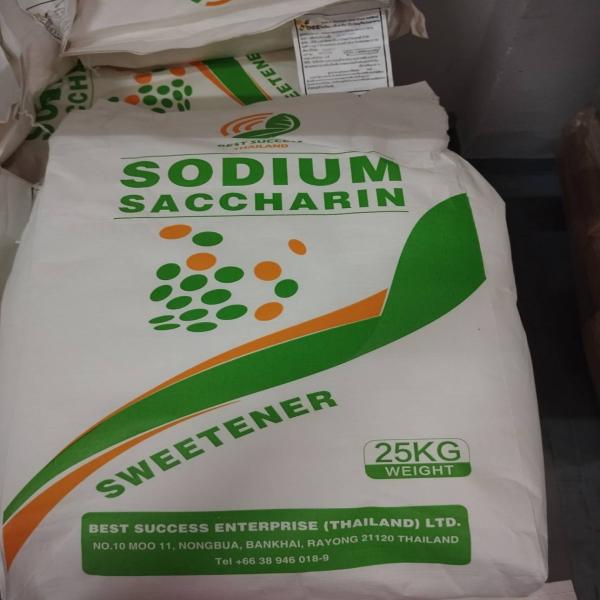 BEST SUCCESS
THAILAND
SODIUM
SACCHARIN
SWEETENER
25KG
WEIGHT
BEST SUCCESS ENTERPRISE (THAILAND) LTD.
NO.10 MOO 11, NONGBUA, BANKHAI, RAYONG 21120 THAILAND
Tel +66 38 946 018-9